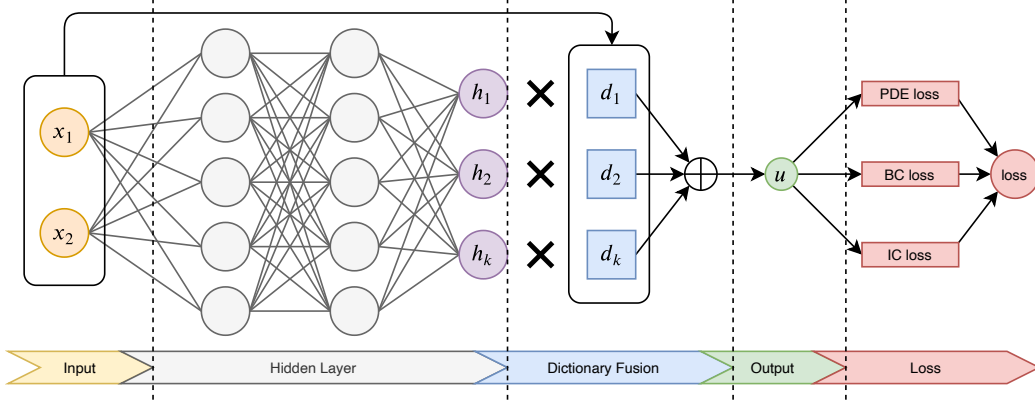 x₁
x₂
h₁
h₂
hₖ
d₁
d₂
dₖ
u
PDE loss
BC loss
IC loss
loss
Input
Hidden Layer
Dictionary Fusion
Output
Loss